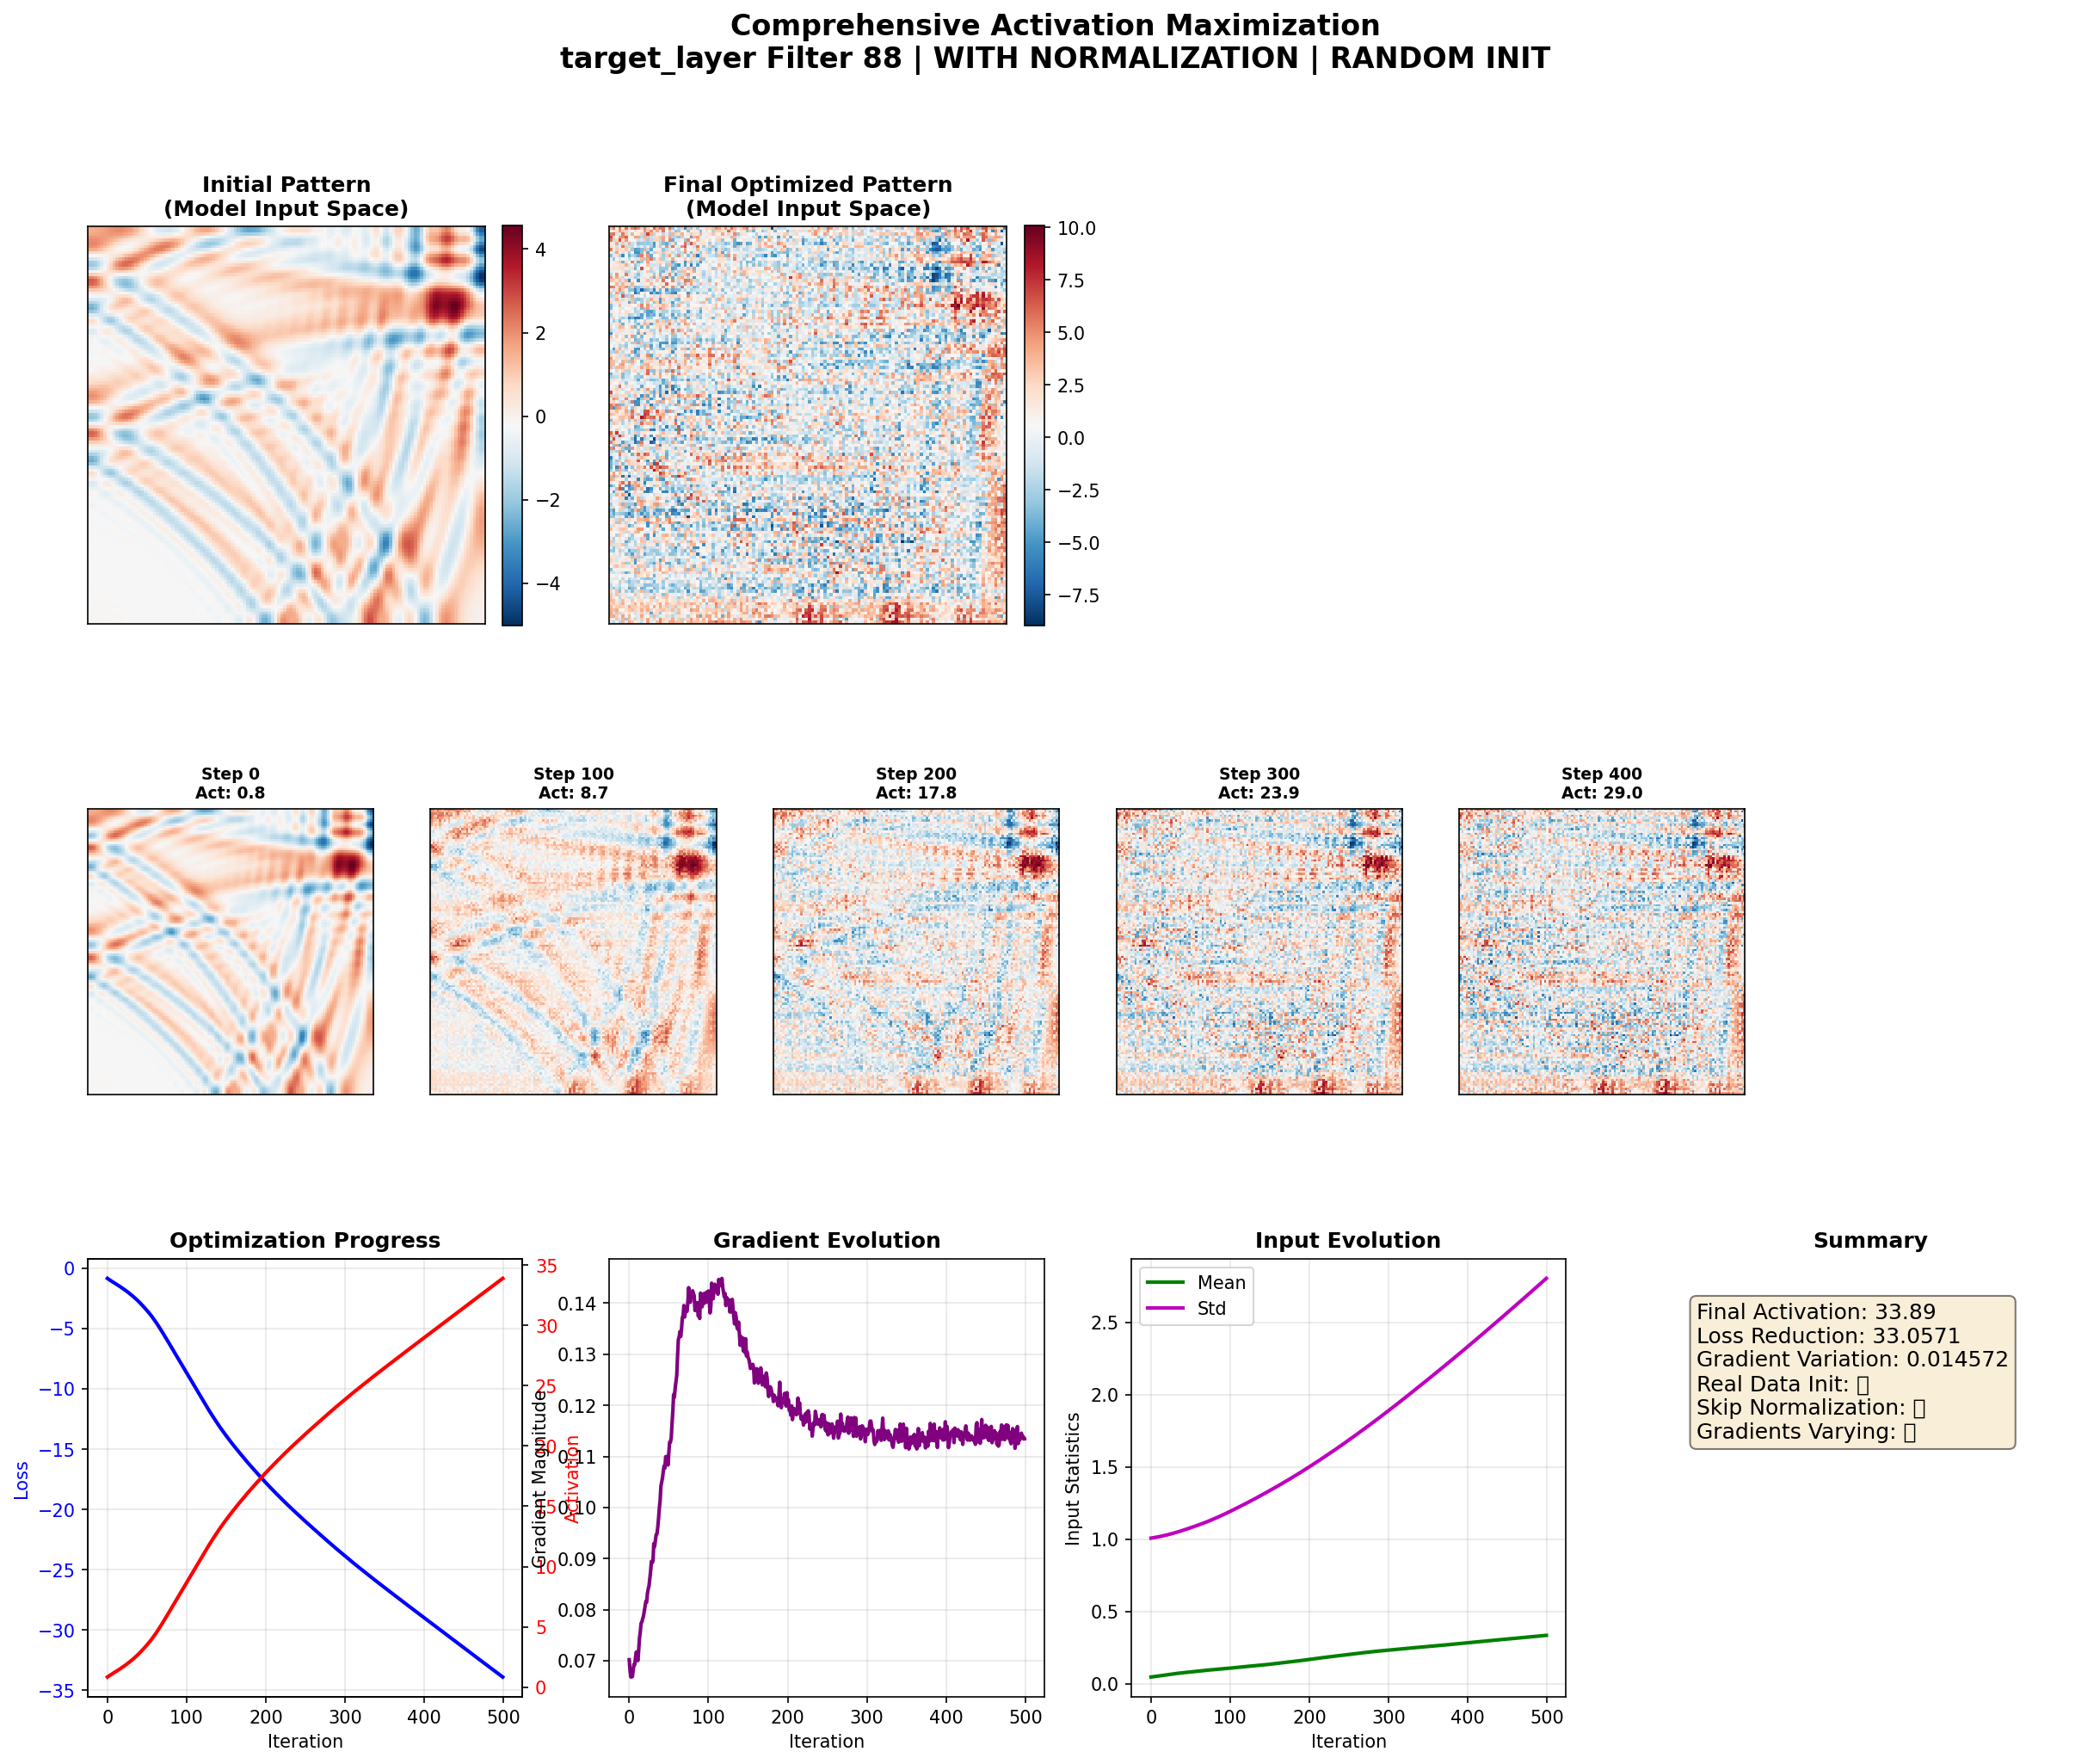 Comprehensive Activation Maximization
target_layer Filter 88 | WITH NORMALIZATION | RANDOM INIT
Initial Pattern
(Model Input Space)
4
2
0
−2
−4
Final Optimized Pattern
(Model Input Space)
10.0
7.5
5.0
2.5
0.0
−2.5
−5.0
−7.5
Step 0
Act: 0.8
Step 100
Act: 8.7
Step 200
Act: 17.8
Step 300
Act: 23.9
Step 400
Act: 29.0
Optimization Progress
Loss
0
−5
−10
−15
−20
−25
−30
−35
0 100 200 300 400 500
Iteration
35
30
25
20
15
10
5
0
Activation
Gradient Evolution
Gradient Magnitude
0.14
0.13
0.12
0.11
0.10
0.09
0.08
0.07
0 100 200 300 400 500
Iteration
Input Evolution
Mean
Std
Input Statistics
2.5
2.0
1.5
1.0
0.5
0.0
0 100 200 300 400 500
Iteration
Summary
Final Activation: 33.89
Loss Reduction: 33.0571
Gradient Variation: 0.014572
Real Data Init:
Skip Normalization:
Gradients Varying: